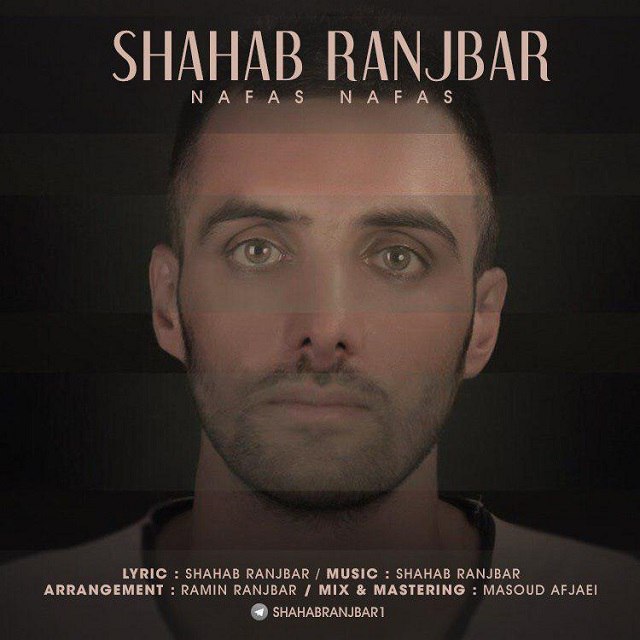 SHAHAB RANJBAR
NAFAS NAFAS
LYRIC : SHAHAB RANJBAR / MUSIC : SHAHAB RANJBAR
ARRANGEMENT : RAMIN RANJBAR / MIX & MASTERING : MASOUD AFJAEI
SHAHABRANJBAR1